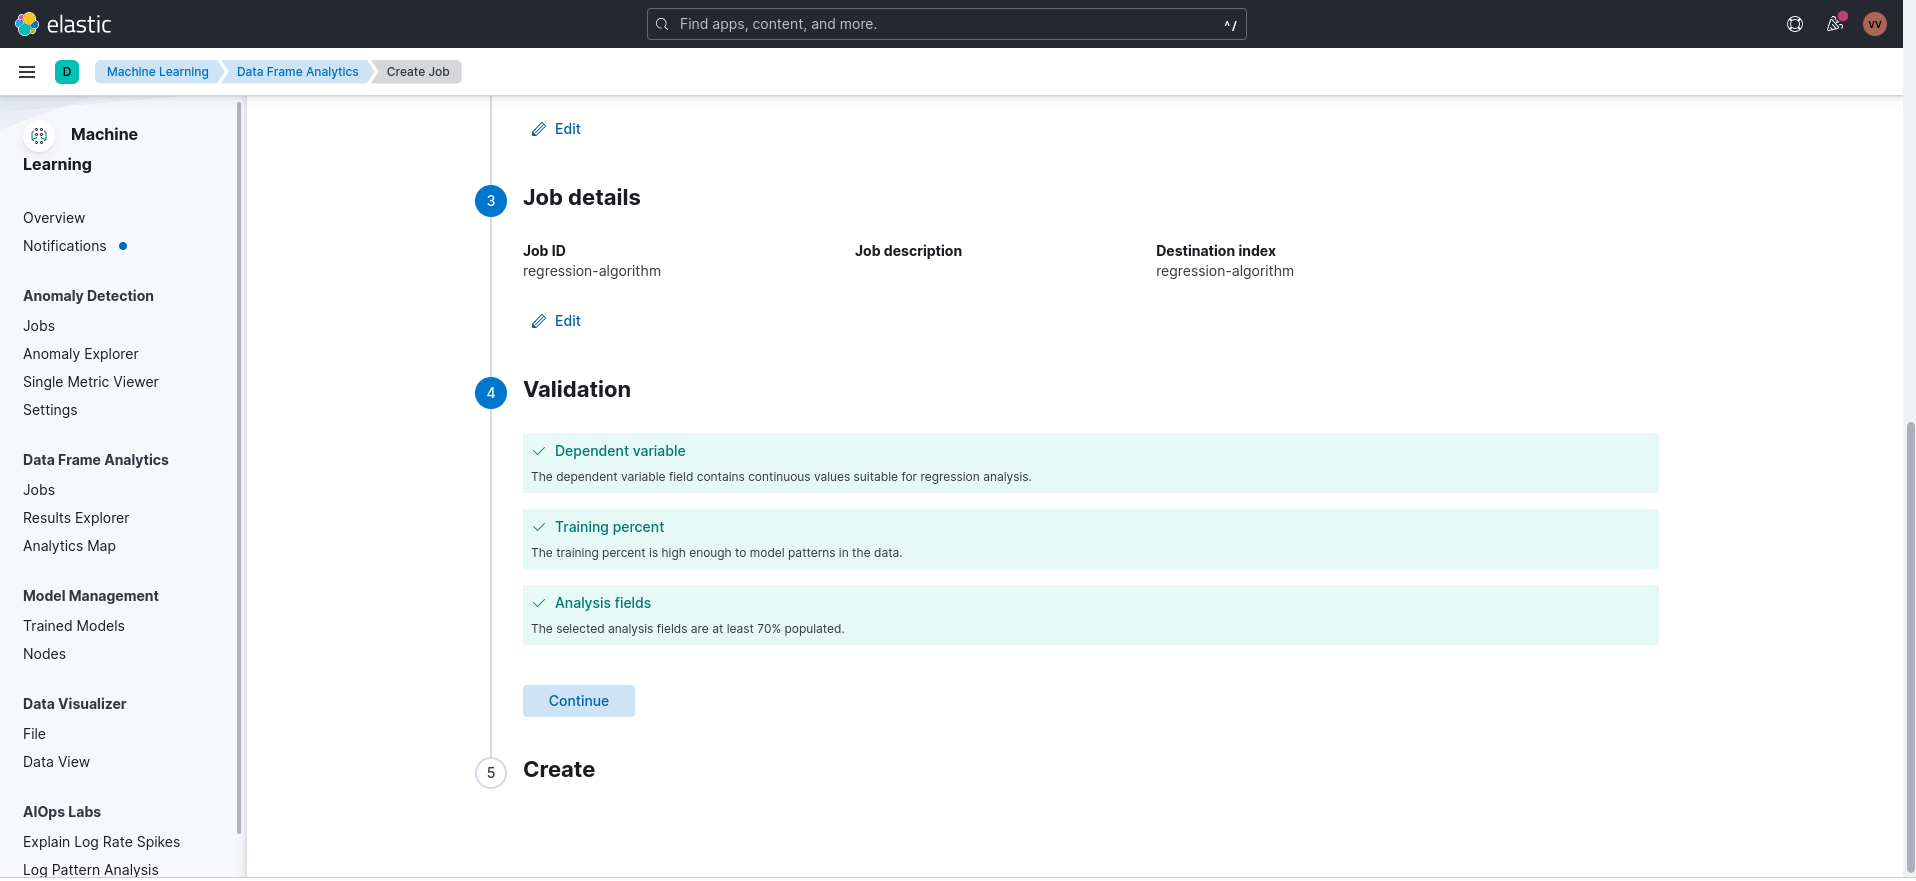 elastic
Find apps, content, and more.
^/
VV
D
Machine Learning
Data Frame Analytics
Create Job
Machine
Learning
Overview
Notifications
Anomaly Detection
Jobs
Anomaly Explorer
Single Metric Viewer
Settings
Data Frame Analytics
Jobs
Results Explorer
Analytics Map
Model Management
Trained Models
Nodes
Data Visualizer
File
Data View
AIOps Labs
Explain Log Rate Spikes
Log Pattern Analysis
Edit
3 Job details
Job ID
regression-algorithm
Job description
Destination index
regression-algorithm
Edit
4 Validation
Dependent variable
The dependent variable field contains continuous values suitable for regression analysis.
Training percent
The training percent is high enough to model patterns in the data.
Analysis fields
The selected analysis fields are at least 70% populated.
Continue
5 Create